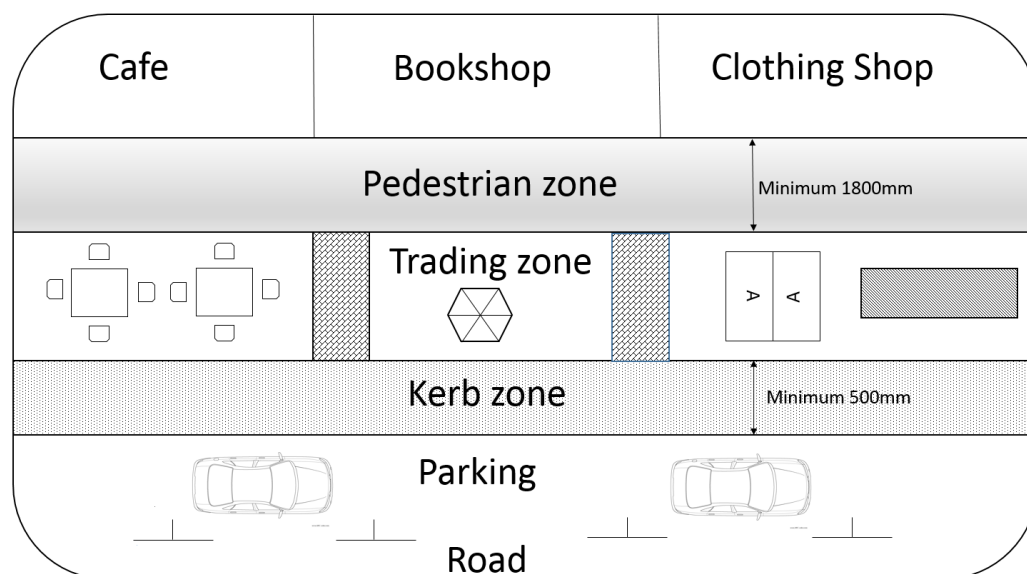 Cafe
Bookshop
Clothing Shop
Pedestrian zone
Minimum 1800mm
Trading zone
A
A
Kerb zone
Minimum 500mm
Parking
Road